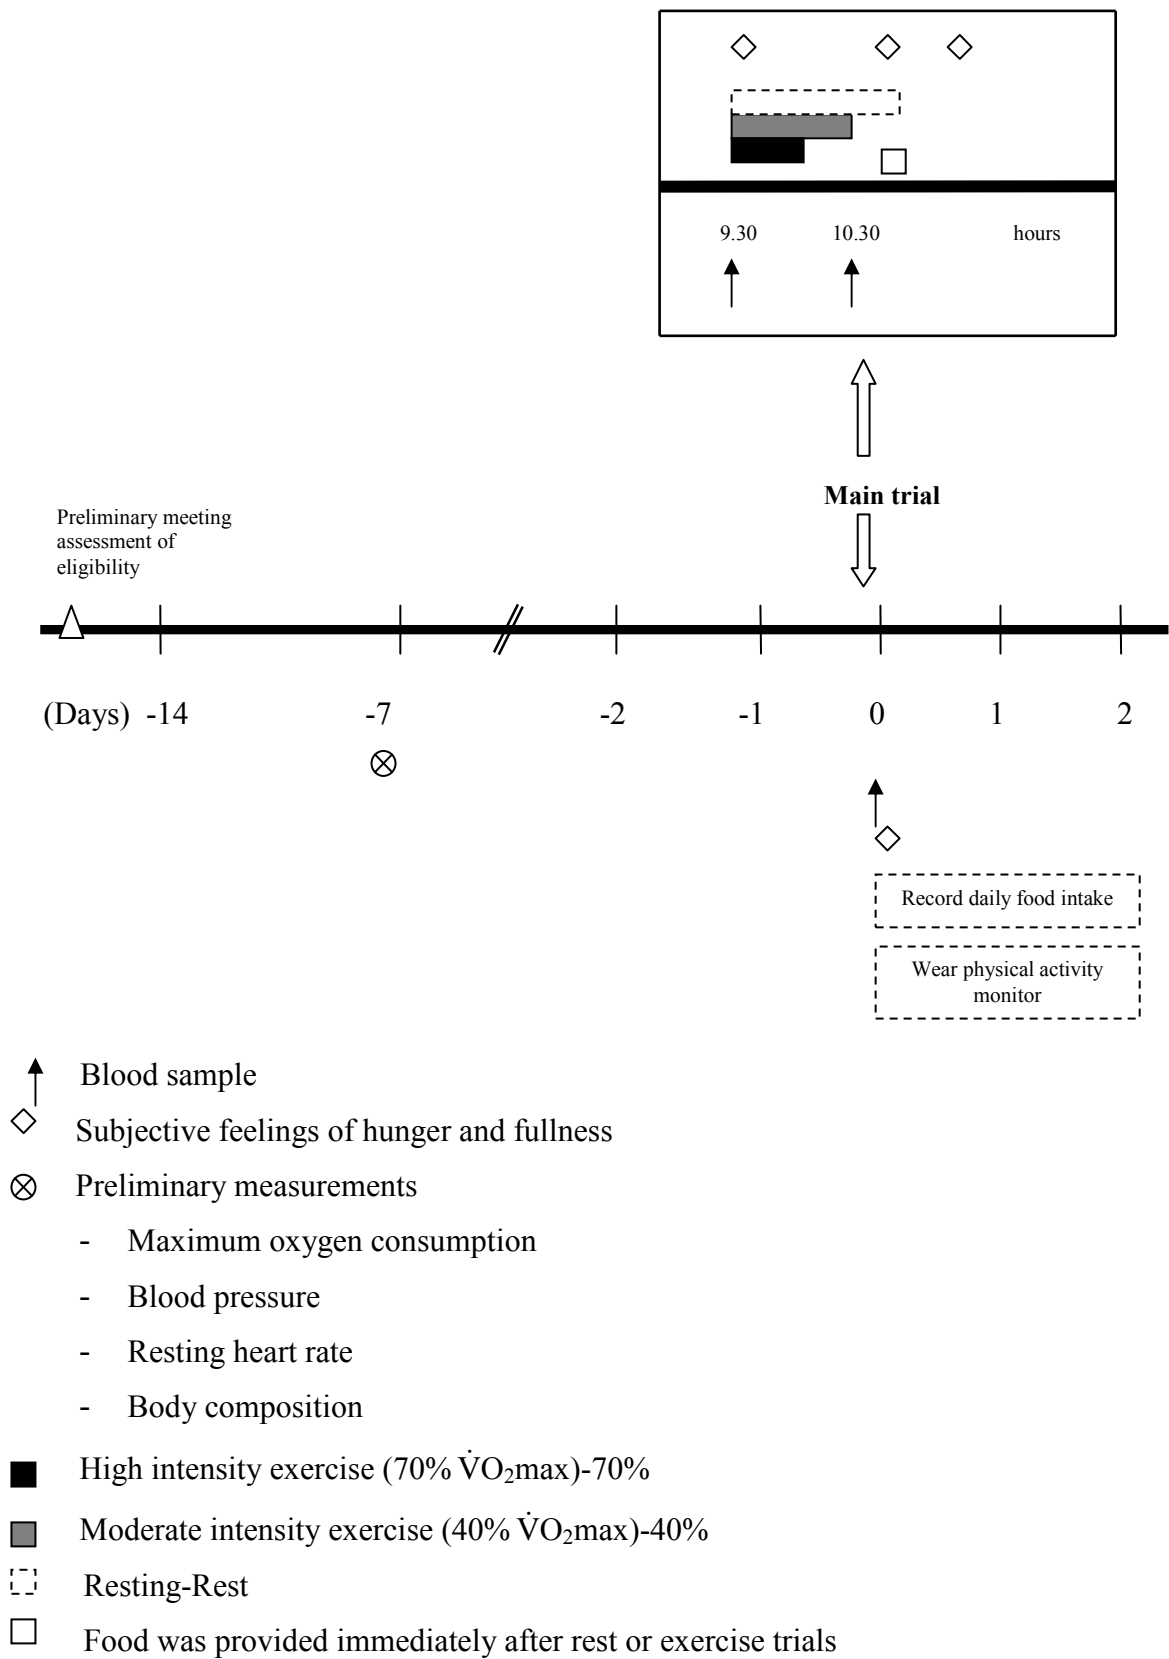 9.30 10.30 hours
Main trial
Preliminary meeting
assessment of
eligibility
(Days) -14 -7 -2 -1 0 1 2
Record daily food intake
Wear physical activity
monitor
Blood sample
Subjective feelings of hunger and fullness
Preliminary measurements
- Maximum oxygen consumption
- Blood pressure
- Resting heart rate
- Body composition
High intensity exercise (70% V̇O₂max)-70%
Moderate intensity exercise (40% V̇O₂max)-40%
Resting-Rest
Food was provided immediately after rest or exercise trials